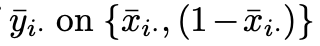 ȳᵢ. on {x̄ᵢ., (1−x̄ᵢ.)}